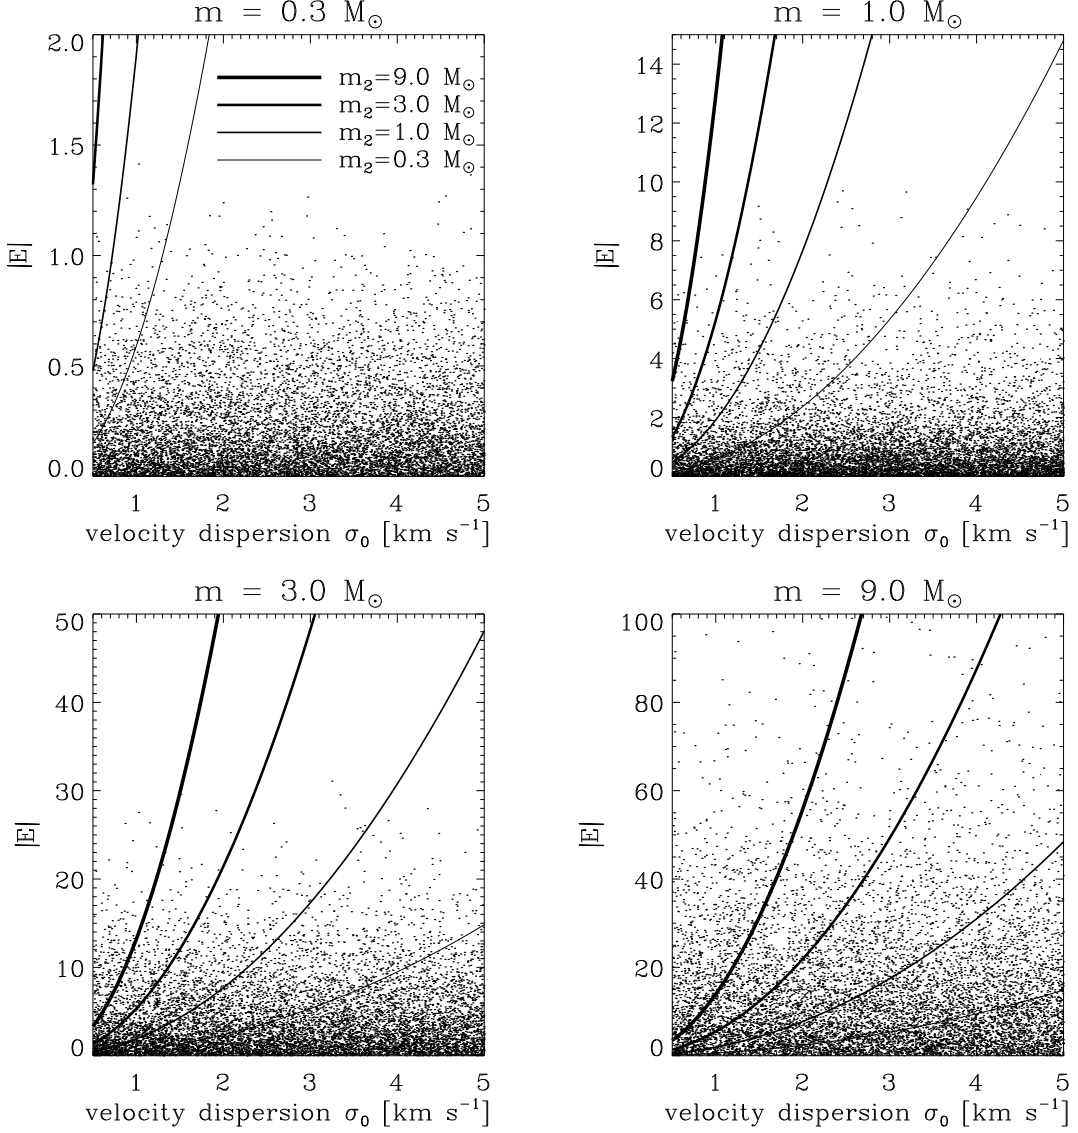 m = 0.3 M☉
2.0
1.5
1.0
0.5
0.0
|E|
m₂=9.0 M☉
m₂=3.0 M☉
m₂=1.0 M☉
m₂=0.3 M☉
1 2 3 4 5
velocity dispersion σ₀ [km s⁻¹]
m = 1.0 M☉
14
12
10
8
6
4
2
0
|E|
1 2 3 4 5
velocity dispersion σ₀ [km s⁻¹]
m = 3.0 M☉
50
40
30
20
10
0
|E|
1 2 3 4 5
velocity dispersion σ₀ [km s⁻¹]
m = 9.0 M☉
100
80
60
40
20
0
|E|
1 2 3 4 5
velocity dispersion σ₀ [km s⁻¹]